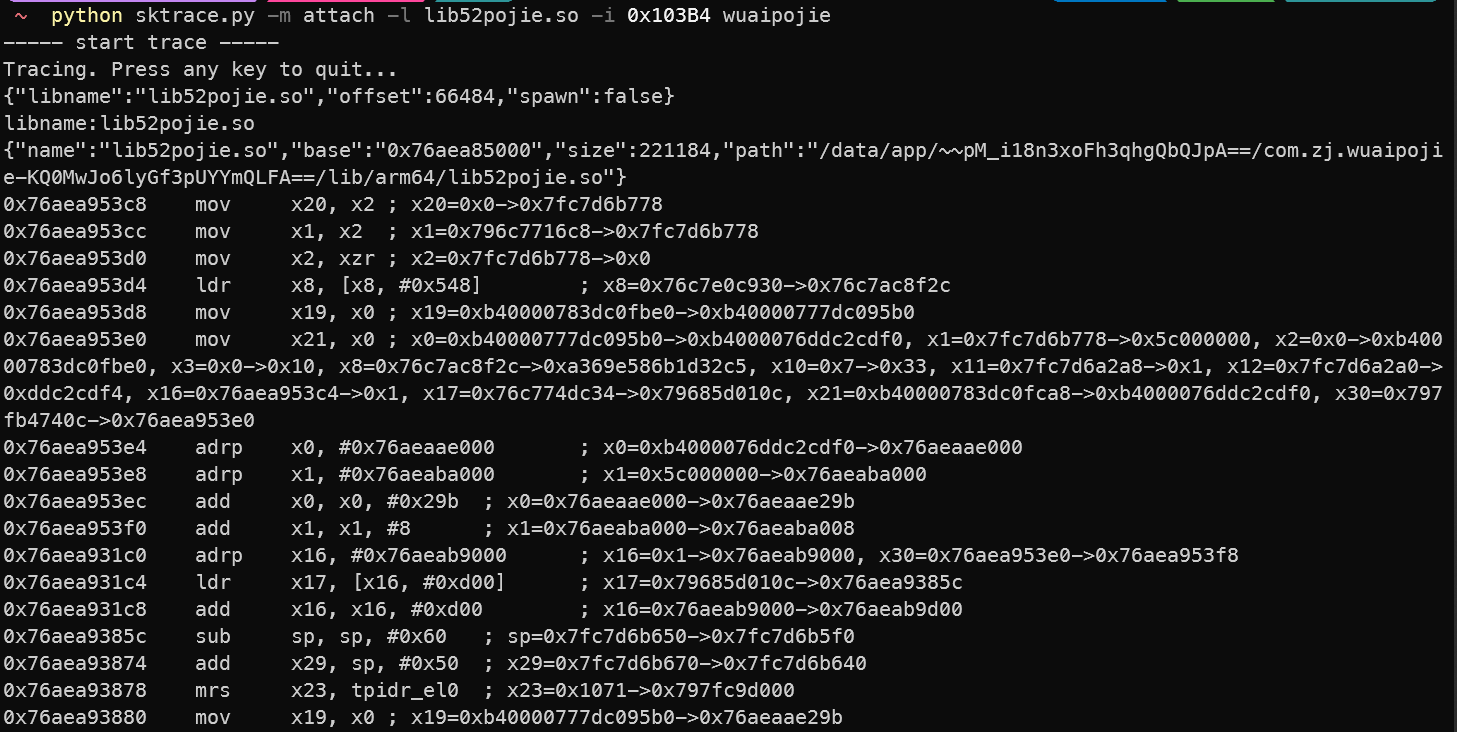 ~  python sktrace.py -m attach -l lib52pojie.so -i 0x103B4 wuaipojie
----- start trace -----
Tracing. Press any key to quit...
{"libname":"lib52pojie.so","offset":66484,"spawn":false}
libname:lib52pojie.so
{"name":"lib52pojie.so","base":"0x76aea85000","size":221184,"path":"/data/app/~~pM_i18n3xoFh3qhgQbQJpA==/com.zj.wuaipoji
e-KQ0MwJo6lyGf3pUYYmQLFA==/lib/arm64/lib52pojie.so"}
0x76aea953c8    mov     x20, x2 ; x20=0x0->0x7fc7d6b778
0x76aea953cc    mov     x1, x2  ; x1=0x796c7716c8->0x7fc7d6b778
0x76aea953d0    mov     x2, xzr ; x2=0x7fc7d6b778->0x0
0x76aea953d4    ldr     x8, [x8, #0x548]        ; x8=0x76c7e0c930->0x76c7ac8f2c
0x76aea953d8    mov     x19, x0 ; x19=0xb40000783dc0fbe0->0xb40000777dc095b0
0x76aea953e0    mov     x21, x0 ; x0=0xb40000777dc095b0->0xb4000076ddc2cdf0, x1=0x7fc7d6b778->0x5c000000, x2=0x0->0xb400
00783dc0fbe0, x3=0x0->0x10, x8=0x76c7ac8f2c->0xa369e586b1d32c5, x10=0x7->0x33, x11=0x7fc7d6a2a8->0x1, x12=0x7fc7d6a2a0->
0xddc2cdf4, x16=0x76aea953c4->0x1, x17=0x76c774dc34->0x79685d010c, x21=0xb40000783dc0fca8->0xb4000076ddc2cdf0, x30=0x797
fb4740c->0x76aea953e0
0x76aea953e4    adrp    x0, #0x76aeaae000       ; x0=0xb4000076ddc2cdf0->0x76aeaae000
0x76aea953e8    adrp    x1, #0x76aeaba000       ; x1=0x5c000000->0x76aeaba000
0x76aea953ec    add     x0, x0, #0x29b  ; x0=0x76aeaae000->0x76aeaae29b
0x76aea953f0    add     x1, x1, #8      ; x1=0x76aeaba000->0x76aeaba008
0x76aea931c0    adrp    x16, #0x76aeab9000      ; x16=0x1->0x76aeab9000, x30=0x76aea953e0->0x76aea953f8
0x76aea931c4    ldr     x17, [x16, #0xd00]      ; x17=0x79685d010c->0x76aea9385c
0x76aea931c8    add     x16, x16, #0xd00        ; x16=0x76aeab9000->0x76aeab9d00
0x76aea9385c    sub     sp, sp, #0x60   ; sp=0x7fc7d6b650->0x7fc7d6b5f0
0x76aea93874    add     x29, sp, #0x50  ; x29=0x7fc7d6b670->0x7fc7d6b640
0x76aea93878    mrs     x23, tpidr_el0  ; x23=0x1071->0x797fc9d000
0x76aea93880    mov     x19, x0 ; x19=0xb40000777dc095b0->0x76aeaae29b